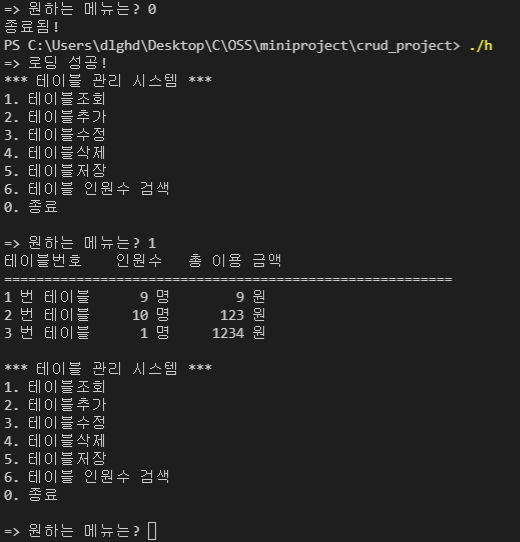 => 원하는 메뉴는? 0
종료됨!
PS C:\Users\dlghd\Desktop\C\OSS\miniproject\crud_project> ./h
=> 로딩 성공!
*** 테이블 관리 시스템 ***
1. 테이블조회
2. 테이블추가
3. 테이블수정
4. 테이블삭제
5. 테이블저장
6. 테이블 인원수 검색
0. 종료
=> 원하는 메뉴는? 1
테이블번호 인원수 총 이용 금액
========================================================
1 번 테이블 9 명 9 원
2 번 테이블 10 명 123 원
3 번 테이블 1 명 1234 원
*** 테이블 관리 시스템 ***
1. 테이블조회
2. 테이블추가
3. 테이블수정
4. 테이블삭제
5. 테이블저장
6. 테이블 인원수 검색
0. 종료
=> 원하는 메뉴는?